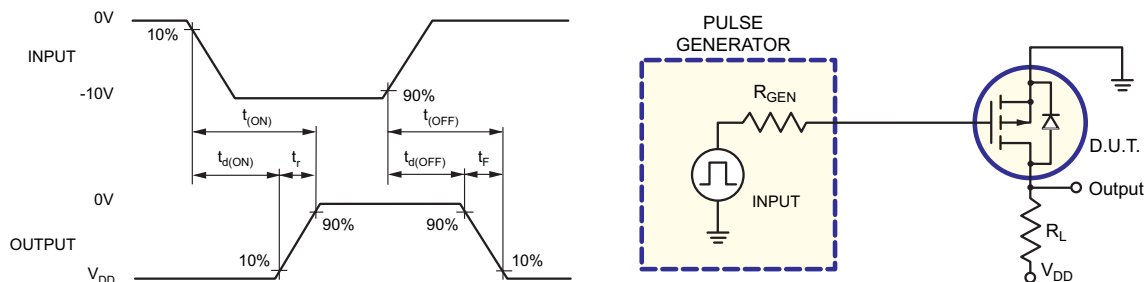 0V
10%
INPUT
-10V
90%
t(ON)
t(OFF)
td(ON)
tr
td(OFF)
tF
0V
90%
90%
OUTPUT
10%
10%
VDD
PULSE
GENERATOR
RGEN
INPUT
D.U.T.
Output
RL
VDD